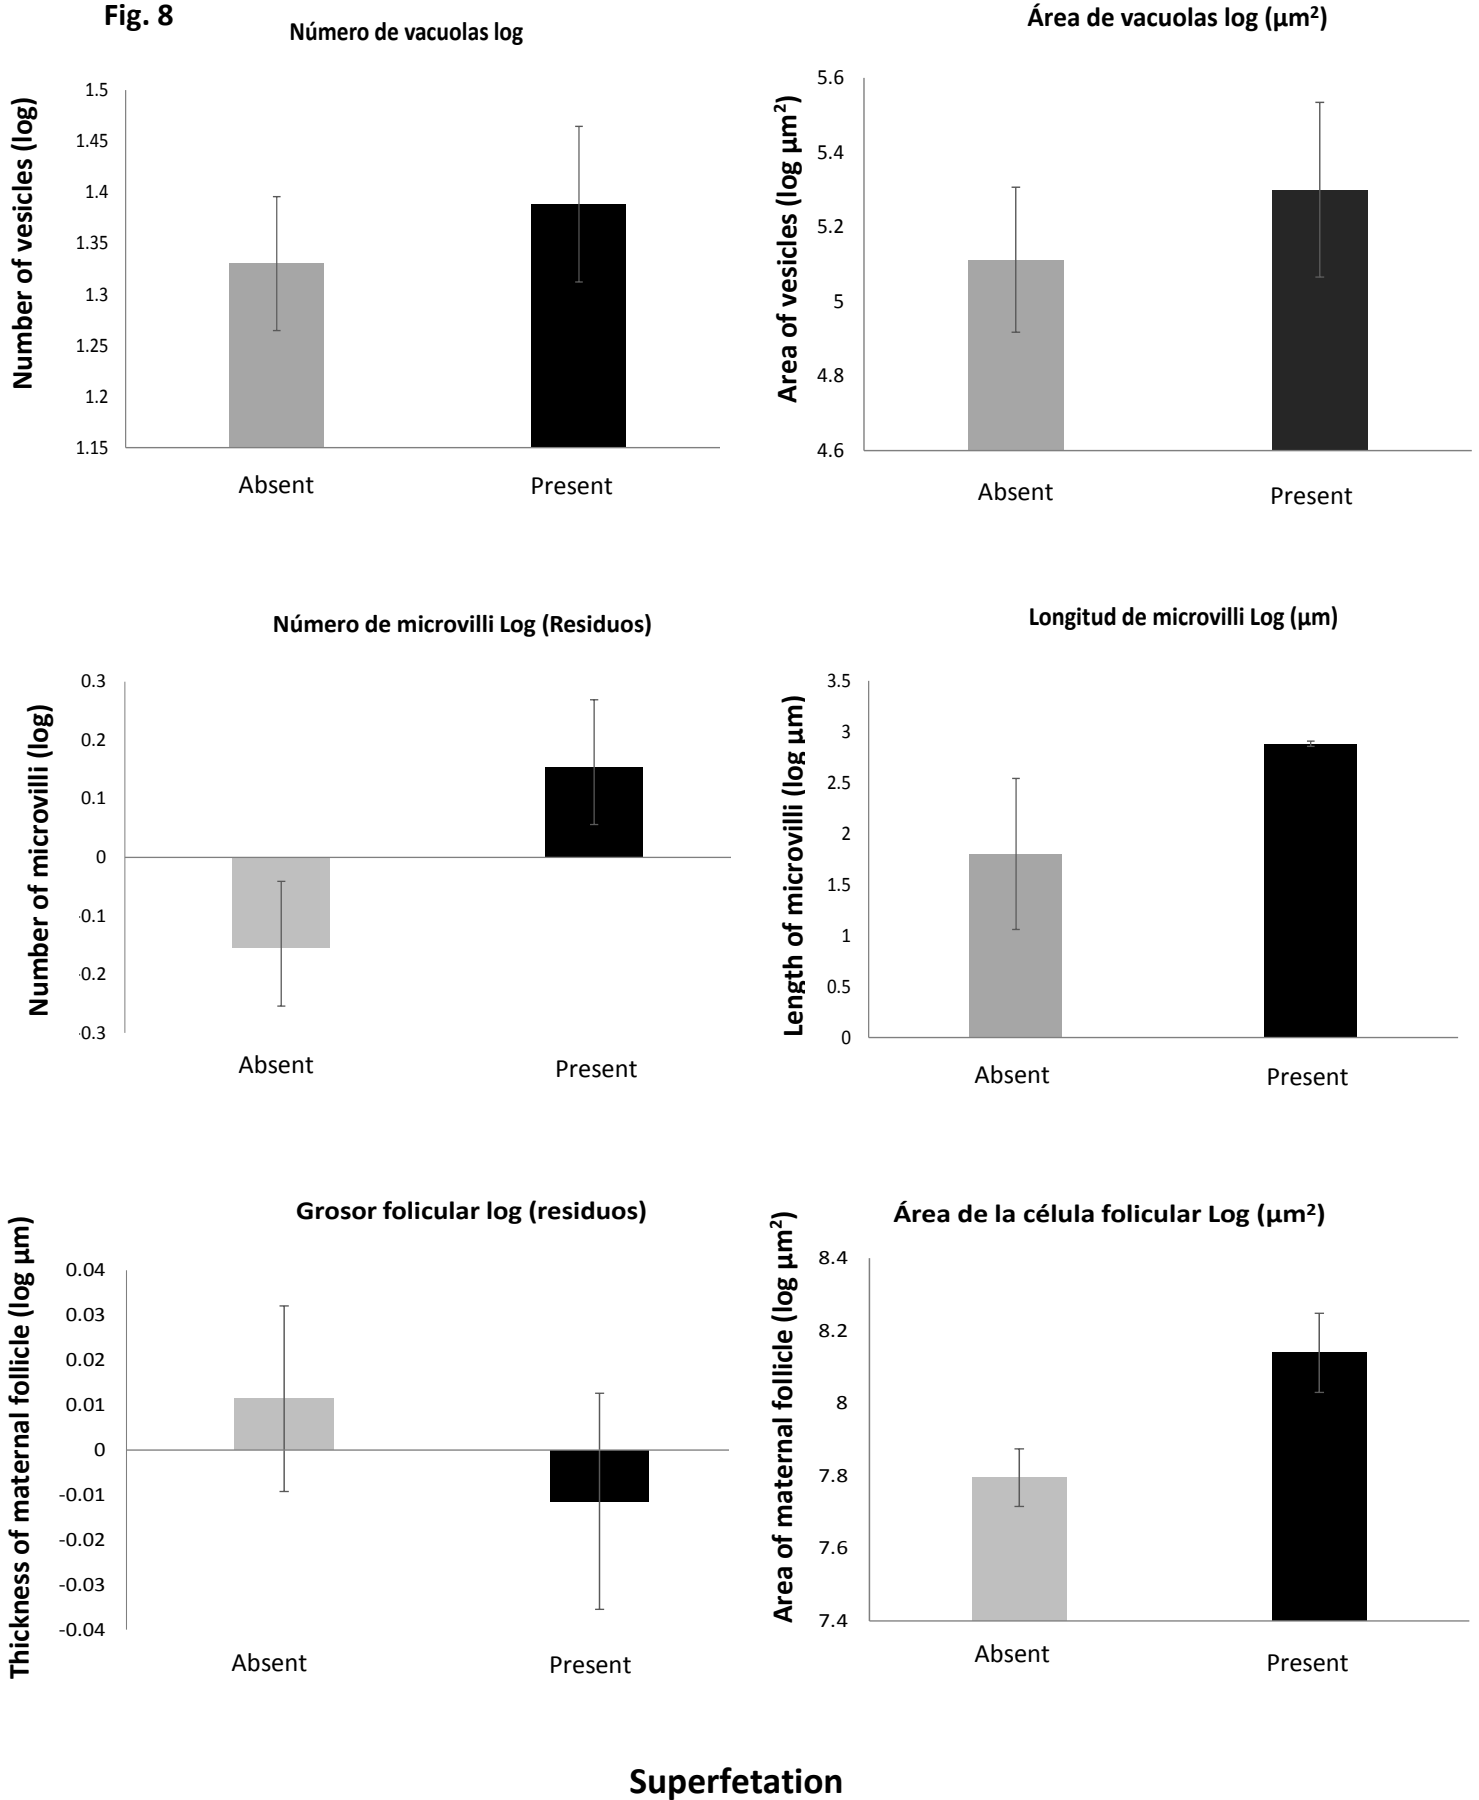 Fig. 8
Número de vacuolas log
Number of vesicles (log)
1.5
1.45
1.4
1.35
1.3
1.25
1.2
1.15
Absent
Present
Área de vacuolas log (µm²)
Area of vesicles (log µm²)
5.6
5.4
5.2
5
4.8
4.6
Absent
Present
Número de microvilli Log (Residuos)
Number of microvilli (log)
0.3
0.2
0.1
0
-0.1
-0.2
-0.3
Absent
Present
Longitud de microvilli Log (µm)
Length of microvilli (log µm)
3.5
3
2.5
2
1.5
1
0.5
0
Absent
Present
Grosor folicular log (residuos)
Thickness of maternal follicle (log µm)
0.04
0.03
0.02
0.01
0
-0.01
-0.02
-0.03
-0.04
Absent
Present
Área de la célula folicular Log (µm²)
Area of maternal follicle (log µm²)
8.4
8.2
8
7.8
7.6
7.4
Absent
Present
Superfetation